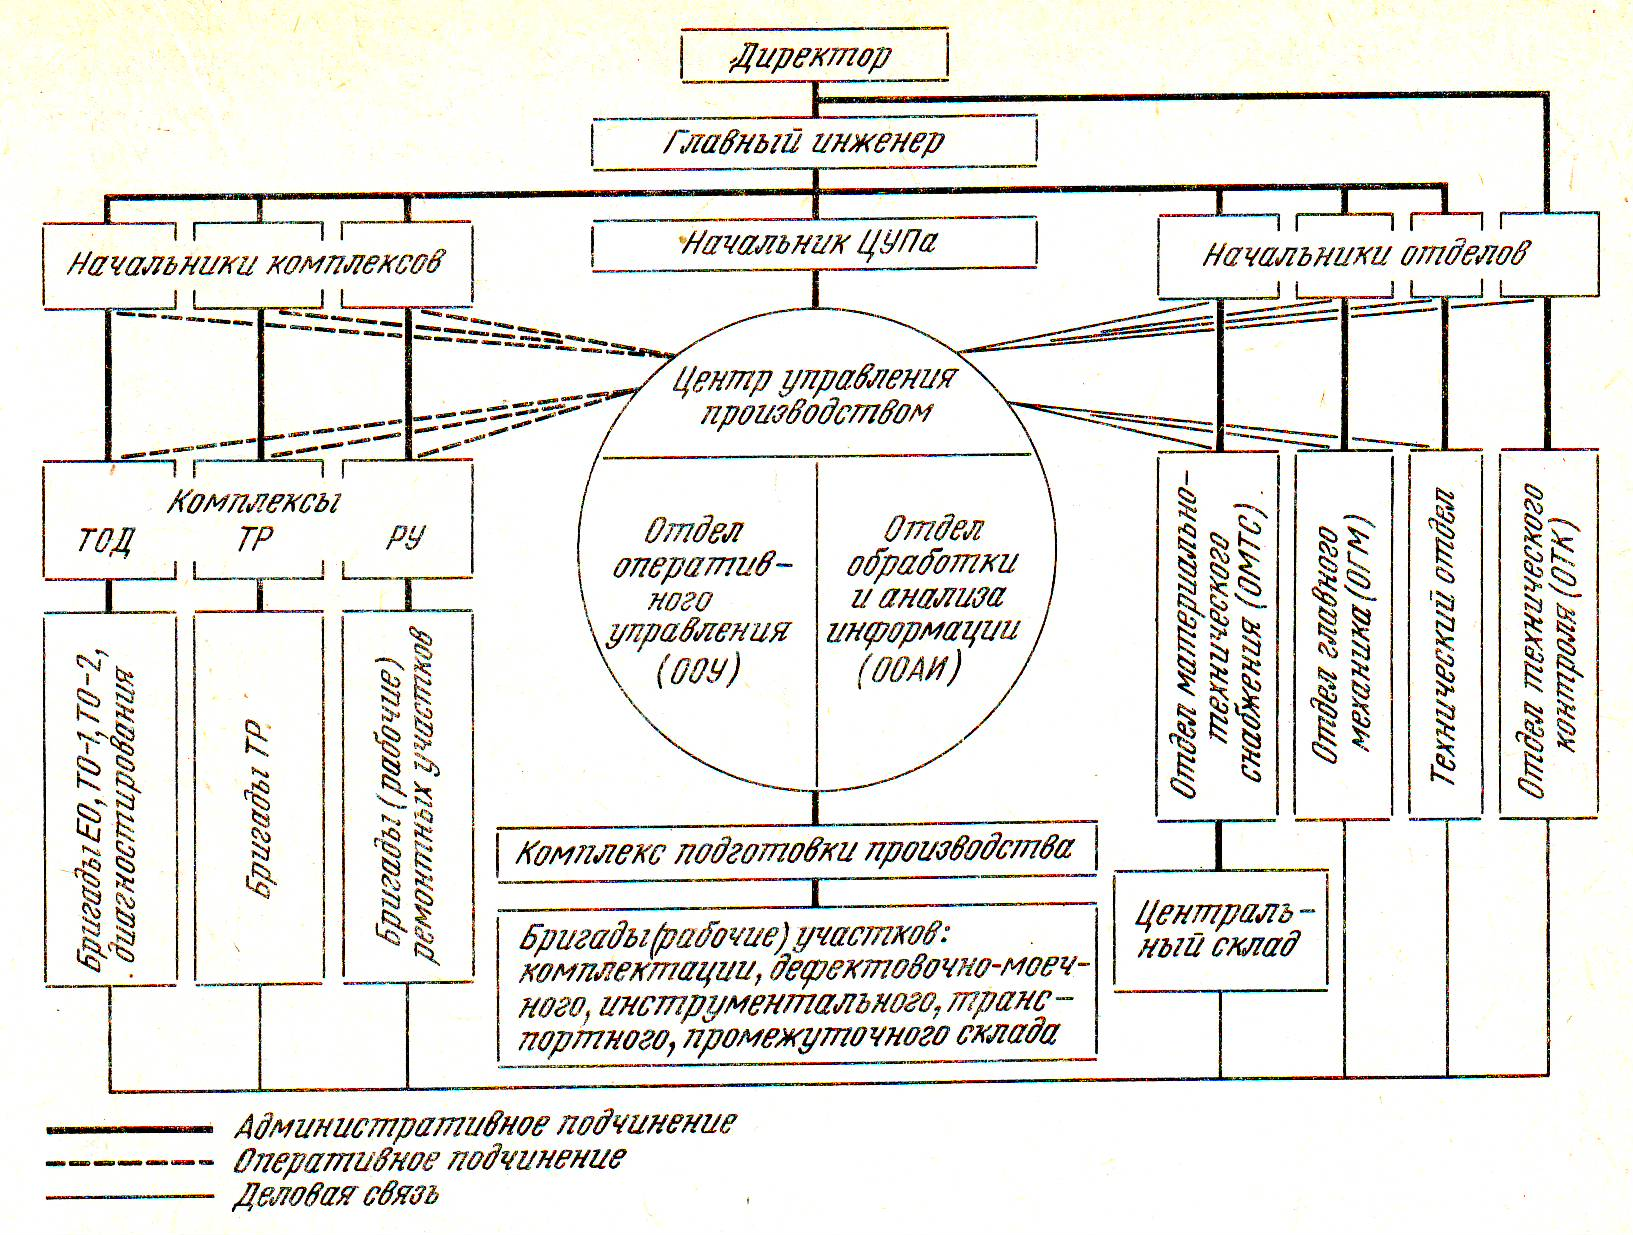 Директор
Главный инженер
Начальники комплексов
Начальник ЦУПа
Начальники отделов
Центр управления
производством
Комплексы
ТОД ТР РУ
Отдел
оператив-
ного
управления
(ООУ)
Отдел
обработки
и анализа
информации
(ООАИ)
Бригады ЕО, ТО-1, ТО-2,
диагностирования
Бригады ТР
Бригады (рабочие)
ремонтных участков
Отдел материально-
технического
снабжения (ОМТС)
Отдел главного
механика (ОГМ)
Технический отдел
Отдел технического
контроля (ОТК)
Комплекс подготовки производства
Бригады (рабочие) участков:
комплектации, дефектовочно-моеч-
ного, инструментального, транс-
портного, промежуточного склада
Централь-
ный склад
Административное подчинение
Оперативное подчинение
Деловая связь